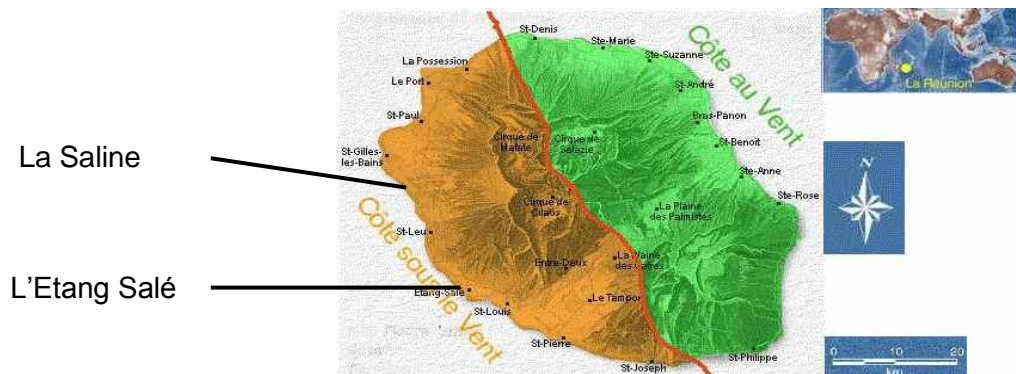 La Saline
L'Etang Salé
St-Denis
Ste-Marie
Ste-Suzanne
La Possession
Le Port
St-André
St-Paul
Bras-Panon
Cirque de
Mafate
Cirque de
Salazie
St-Benoit
St-Gilles-
les-Bains
Ste-Anne
Ste-Rose
Cirque de
Cilaos
La Plaine
des Palmistes
St-Leu
Entre-Deux
La Plaine
des Cafres
Etang-Salé
St-Louis
Le Tampon
St-Pierre
St-Joseph
St-Philippe
Côte au Vent
Côte sous le Vent
La Réunion
N
0 10 20
km